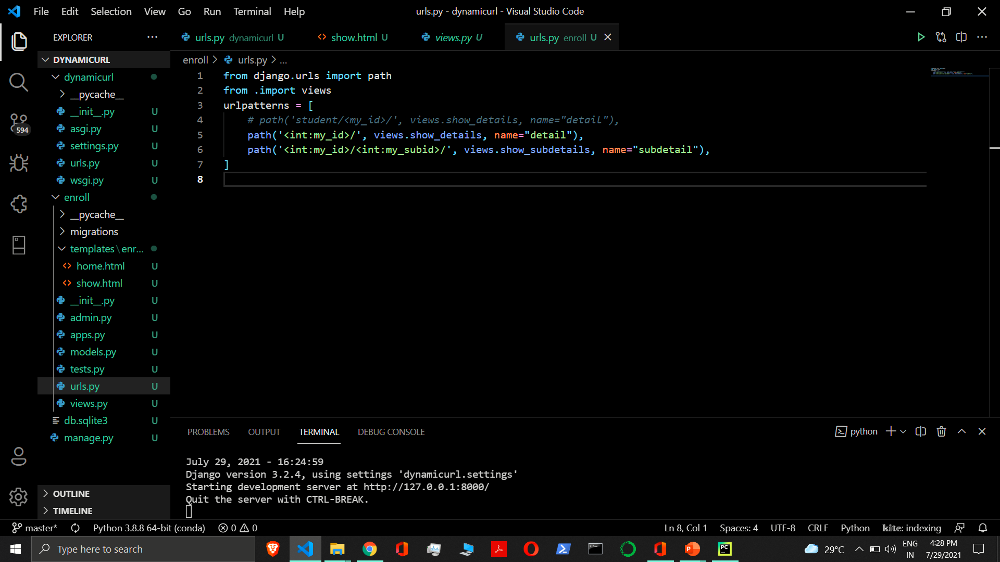 File Edit Selection View Go Run Terminal Help
urls.py - dynamicurl - Visual Studio Code
EXPLORER
urls.py dynamicurl U
show.html U
views.py U
urls.py enroll U
DYNAMICURL
dynamicurl
__pycache__
__init__.py U
asgi.py U
settings.py U
urls.py U
wsgi.py U
enroll
__pycache__
migrations
templates\enr...
home.html U
show.html U
__init__.py U
admin.py U
apps.py U
models.py U
tests.py U
urls.py U
views.py U
db.sqlite3 U
manage.py U
OUTLINE
TIMELINE
594
enroll > urls.py > ...
1 from django.urls import path
2 from .import views
3 urlpatterns = [
4 # path('student/<my_id>/', views.show_details, name="detail"),
5 path('<int:my_id>/', views.show_details, name="detail"),
6 path('<int:my_id>/<int:my_subid>/', views.show_subdetails, name="subdetail"),
7 ]
8
PROBLEMS OUTPUT TERMINAL DEBUG CONSOLE
python
July 29, 2021 - 16:24:59
Django version 3.2.4, using settings 'dynamicurl.settings'
Starting development server at http://127.0.0.1:8000/
Quit the server with CTRL-BREAK.
master* Python 3.8.8 64-bit (conda) 0 0
Ln 8, Col 1 Spaces: 4 UTF-8 CRLF Python kite: indexing
Type here to search
29°C
ENG
IN
4:28 PM
7/29/2021